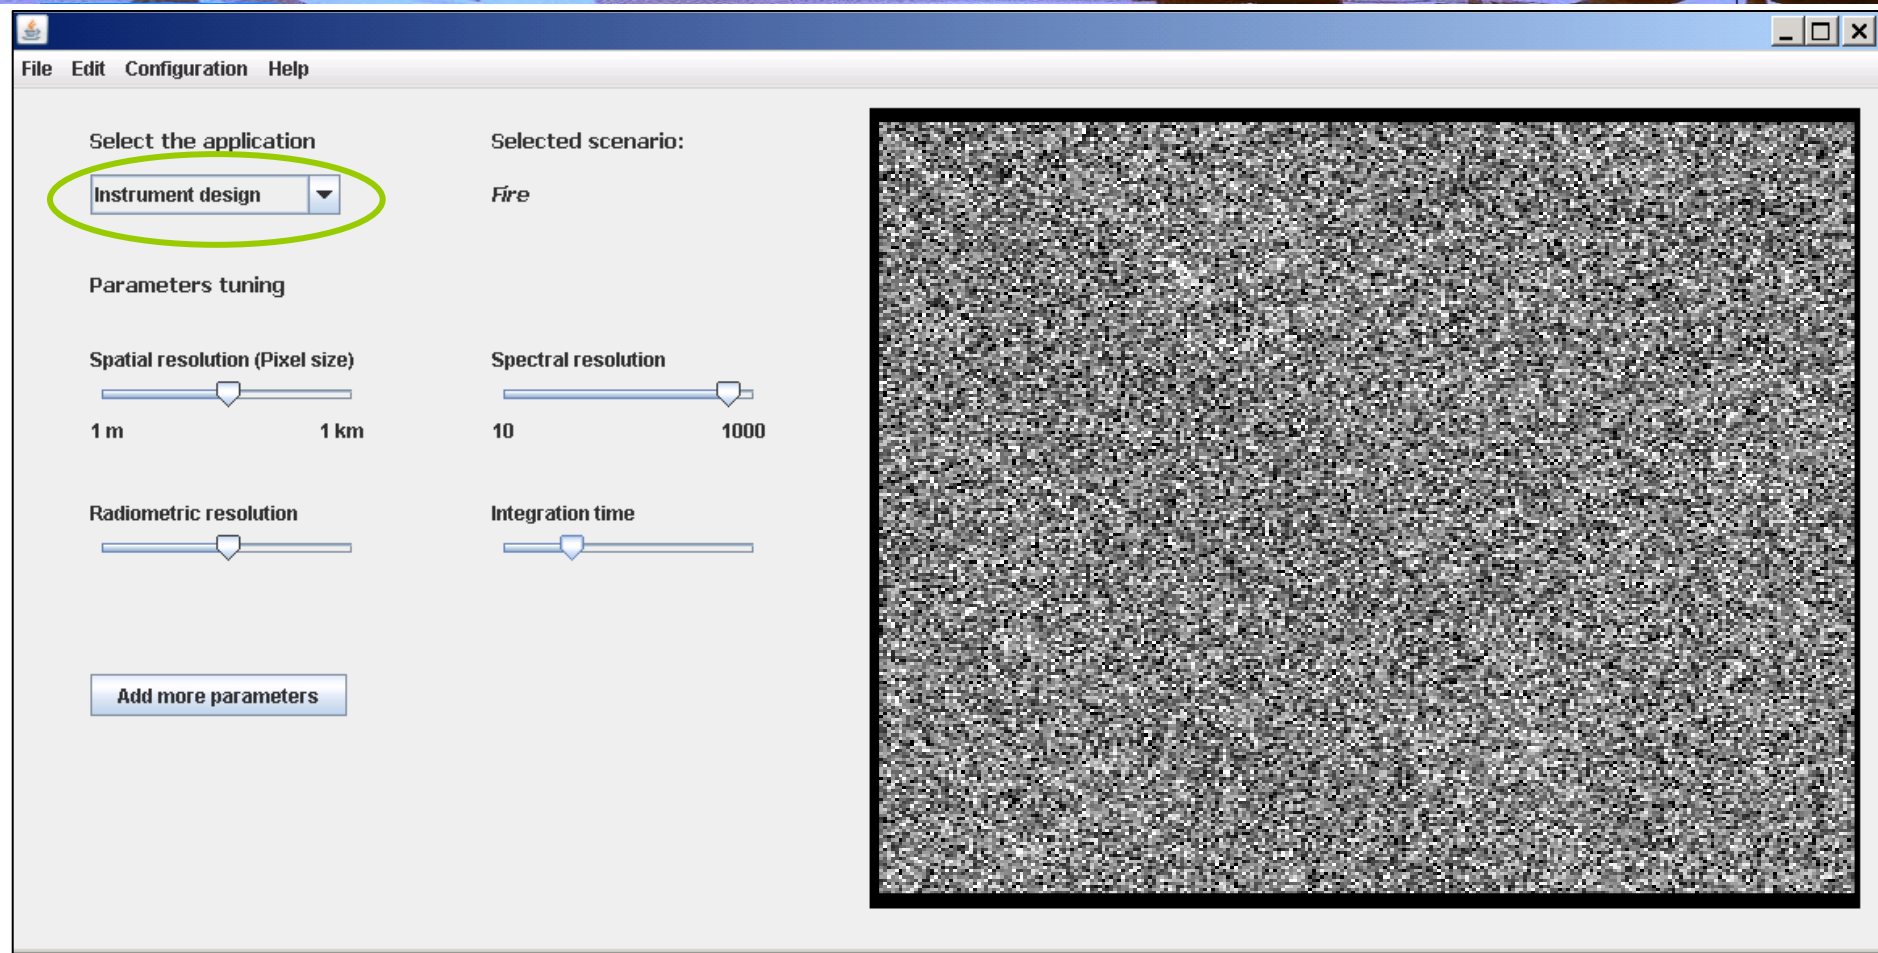 File Edit Configuration Help
Select the application
Selected scenario:
Instrument design
Fire
Parameters tuning
Spatial resolution (Pixel size)
Spectral resolution
1 m 1 km
10 1000
Radiometric resolution
Integration time
Add more parameters